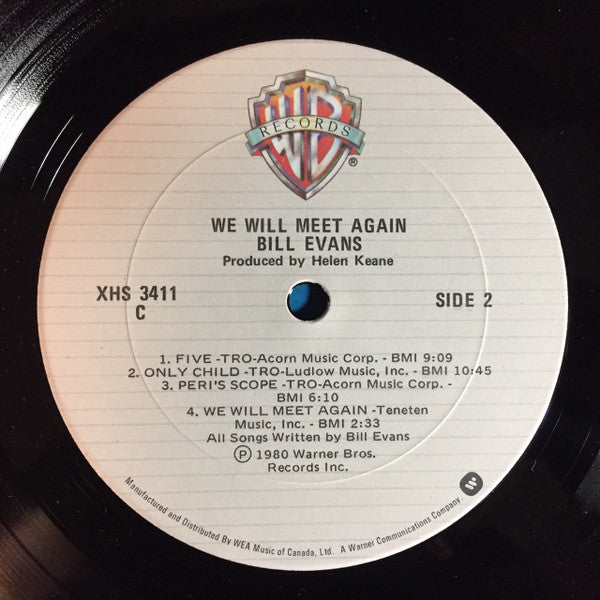 WB
RECORDS
®
WE WILL MEET AGAIN
BILL EVANS
Produced by Helen Keane
XHS 3411
C
SIDE 2
1. FIVE -TRO-Acorn Music Corp. - BMI 9:09
2. ONLY CHILD -TRO-Ludlow Music, Inc. - BMI 10:45
3. PERI'S SCOPE -TRO-Acorn Music Corp. -
BMI 6:10
4. WE WILL MEET AGAIN -Teneten
Music, Inc. - BMI 2:33
All Songs Written by Bill Evans
Ⓟ 1980 Warner Bros.
Records Inc.
Manufactured and Distributed By WEA Music of Canada, Ltd. A Warner Communications Company.